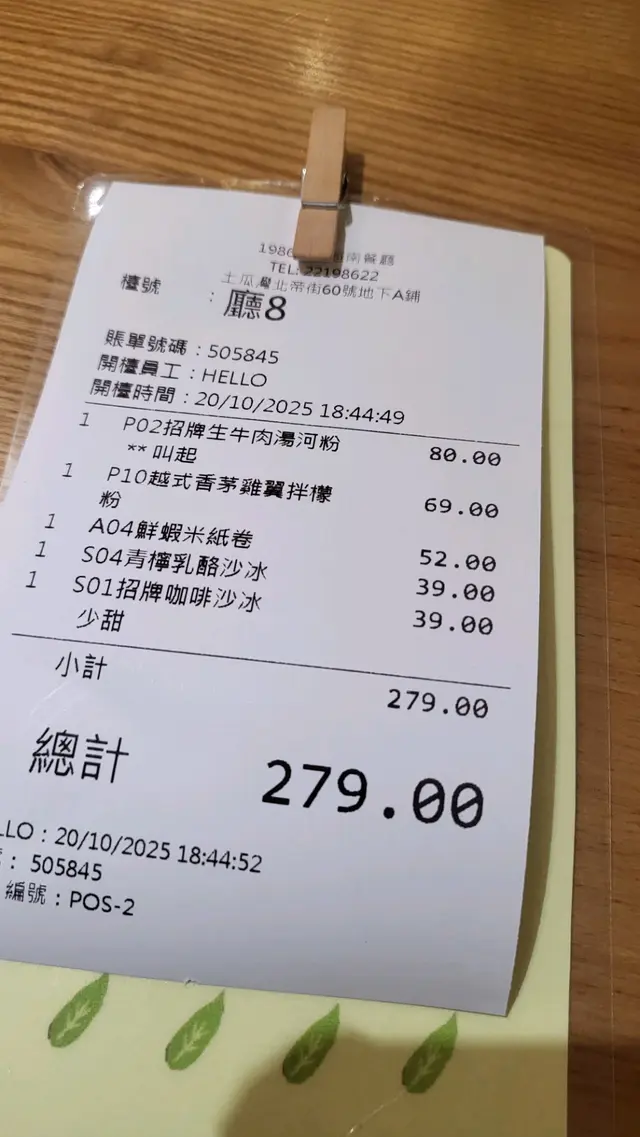 1986 南餐廳
TEL: 22198622
土瓜灣北帝街60號地下A鋪
檯號 : 廳8
賬單號碼：505845
開檯員工：HELLO
開檯時間：20/10/2025 18:44:49
1 P02招牌生牛肉湯河粉 80.00
** 叫起
1 P10越式香茅雞翼拌檬 69.00
粉
1 A04鮮蝦米紙卷 52.00
1 S04青檸乳酪沙冰 39.00
1 S01招牌咖啡沙冰 39.00
少甜
小計 279.00
總計 279.00
LLO：20/10/2025 18:44:52
：505845
編號：POS-2